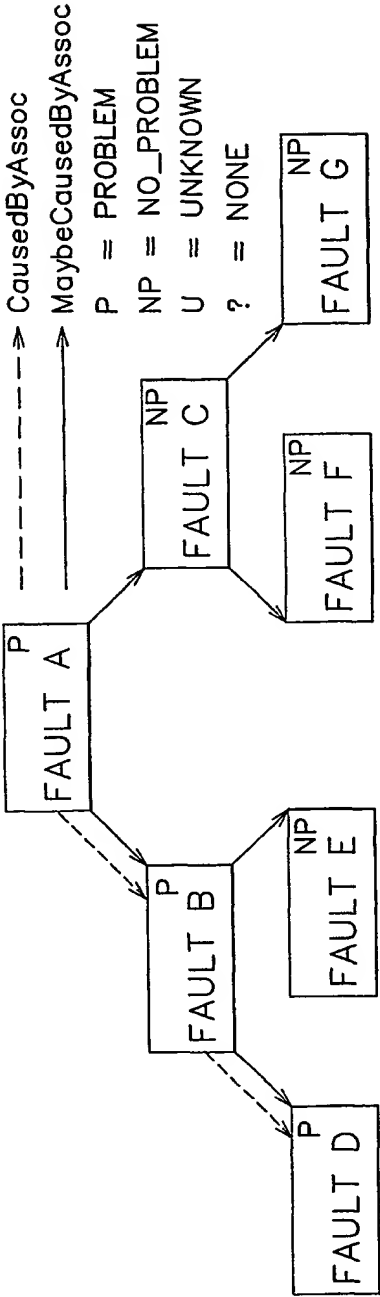 CausedByAssoc
MaybeCausedByAssoc
P = PROBLEM
NP = NO_PROBLEM
U = UNKNOWN
? = NONE
P
FAULT A
P
FAULT B
NP
FAULT C
P
FAULT D
NP
FAULT E
NP
FAULT F
NP
FAULT G